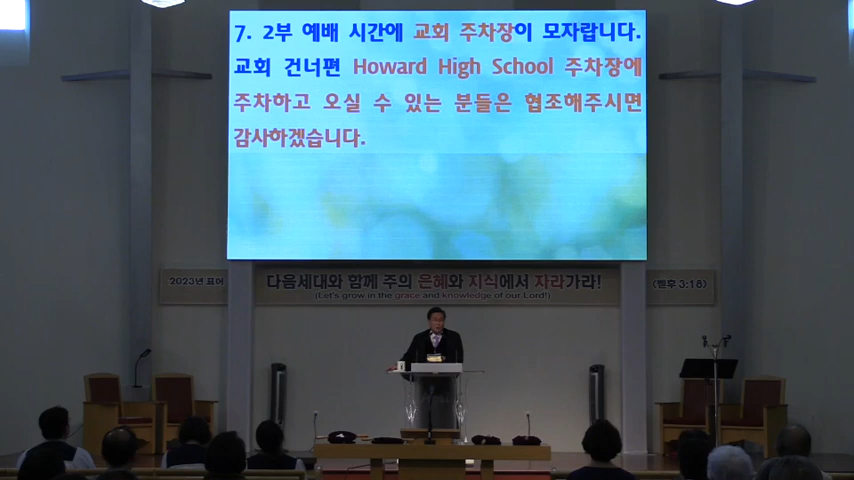 7. 2부 예배 시간에 교회 주차장이 모자랍니다.
교회 건너편 Howard High School 주차장에
주차하고 오실 수 있는 분들은 협조해주시면
감사하겠습니다.
2023년 표어
다음세대와 함께 주의 은혜와 지식에서 자라가라!
(Let's grow in the grace and knowledge of our Lord!)
(벧후 3:18)